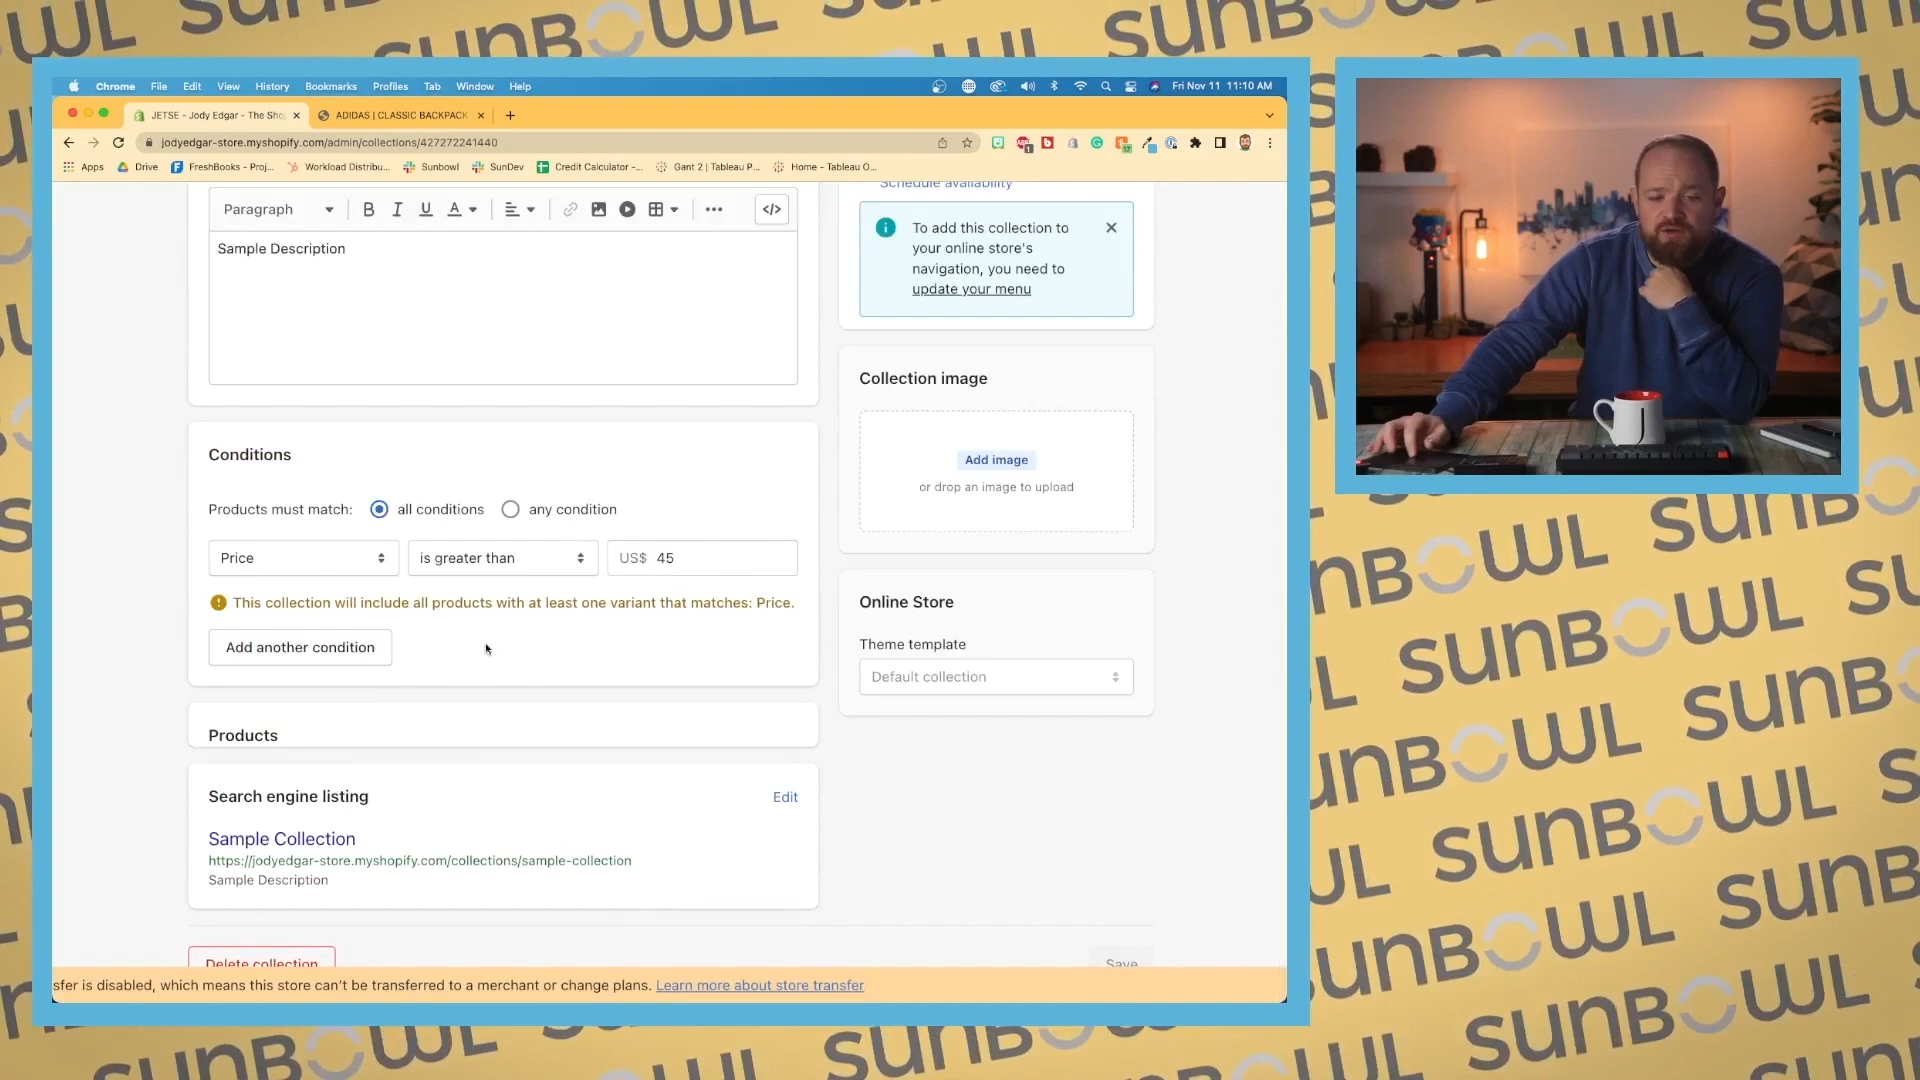 Chrome File Edit View History Bookmarks Profiles Tab Window Help
Fri Nov 11 11:10 AM
JETSE - Jody Edgar - The Sho
ADIDAS | CLASSIC BACKPACK
jodyedgar-store.myshopify.com/admin/collections/427272241440
Apps Drive FreshBooks - Proj... Workload Distribu... Sunbowl SunDev Credit Calculator -... Gant 2 | Tableau P... Home - Tableau O...
Paragraph
B I U A
</>
Sample Description
Schedule availability
To add this collection to
your online store's
navigation, you need to
update your menu
Collection image
Add image
or drop an image to upload
Conditions
Products must match: all conditions any condition
Price
is greater than
US$ 45
This collection will include all products with at least one variant that matches: Price.
Add another condition
Online Store
Theme template
Default collection
Products
Search engine listing
Edit
Sample Collection
https://jodyedgar-store.myshopify.com/collections/sample-collection
Sample Description
Delete collection
Save
sfer is disabled, which means this store can't be transferred to a merchant or change plans. Learn more about store transfer
sunBOWL